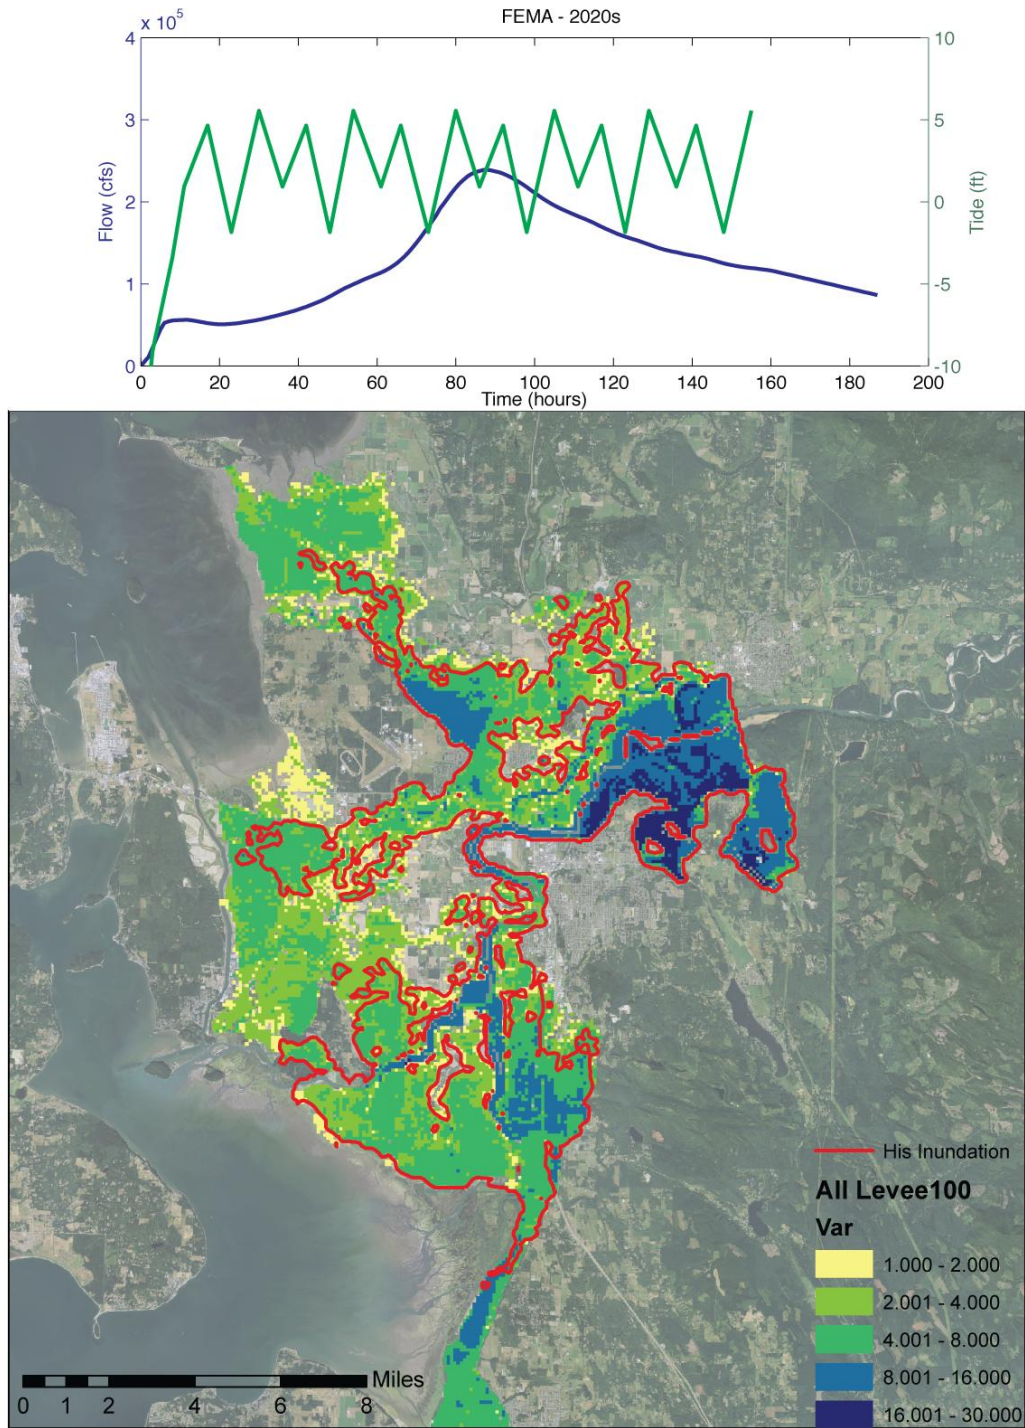 FEMA - 2020s
x 10⁵
4
3
2
1
0
Flow (cfs)
10
5
0
-5
-10
Tide (ft)
0 20 40 60 80 100 120 140 160 180 200
Time (hours)
His Inundation
All Levee100
Var
1.000 - 2.000
2.001 - 4.000
4.001 - 8.000
8.001 - 16.000
16.001 - 30.000
Miles
0 1 2 4 6 8